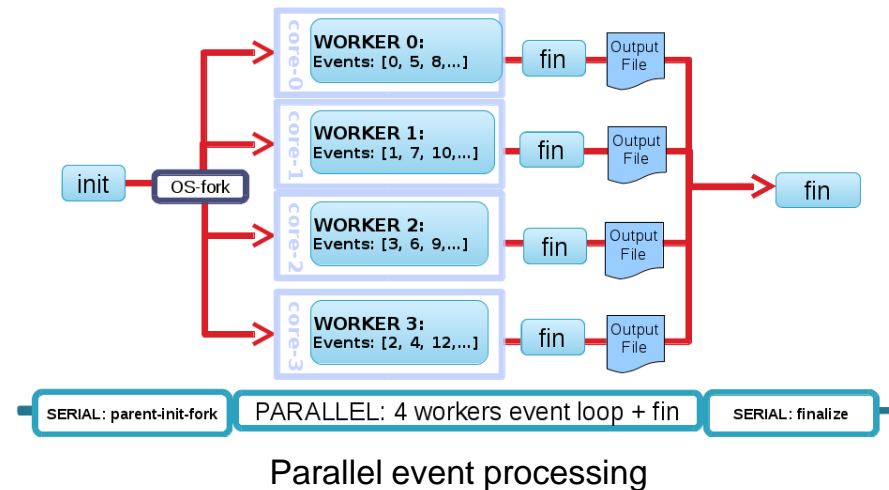 core-0
WORKER 0:
Events: [0, 5, 8,...]
fin
Output
File
core-1
WORKER 1:
Events: [1, 7, 10,...]
fin
Output
File
init
OS-fork
fin
core-2
WORKER 2:
Events: [3, 6, 9,...]
fin
Output
File
core-3
WORKER 3:
Events: [2, 4, 12,...]
fin
Output
File
SERIAL: parent-init-fork
PARALLEL: 4 workers event loop + fin
SERIAL: finalize
Parallel event processing